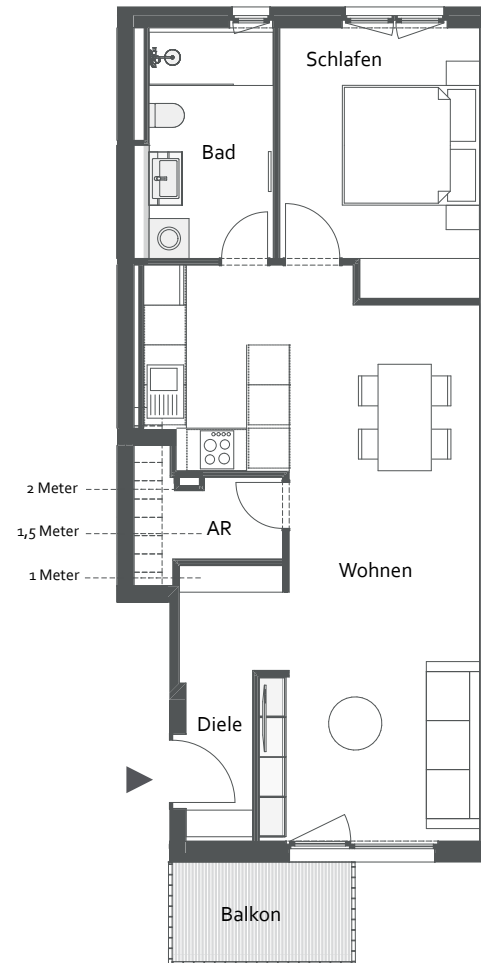 Schlafen
Bad
2 Meter
1,5 Meter
AR
1 Meter
Wohnen
Diele
Balkon